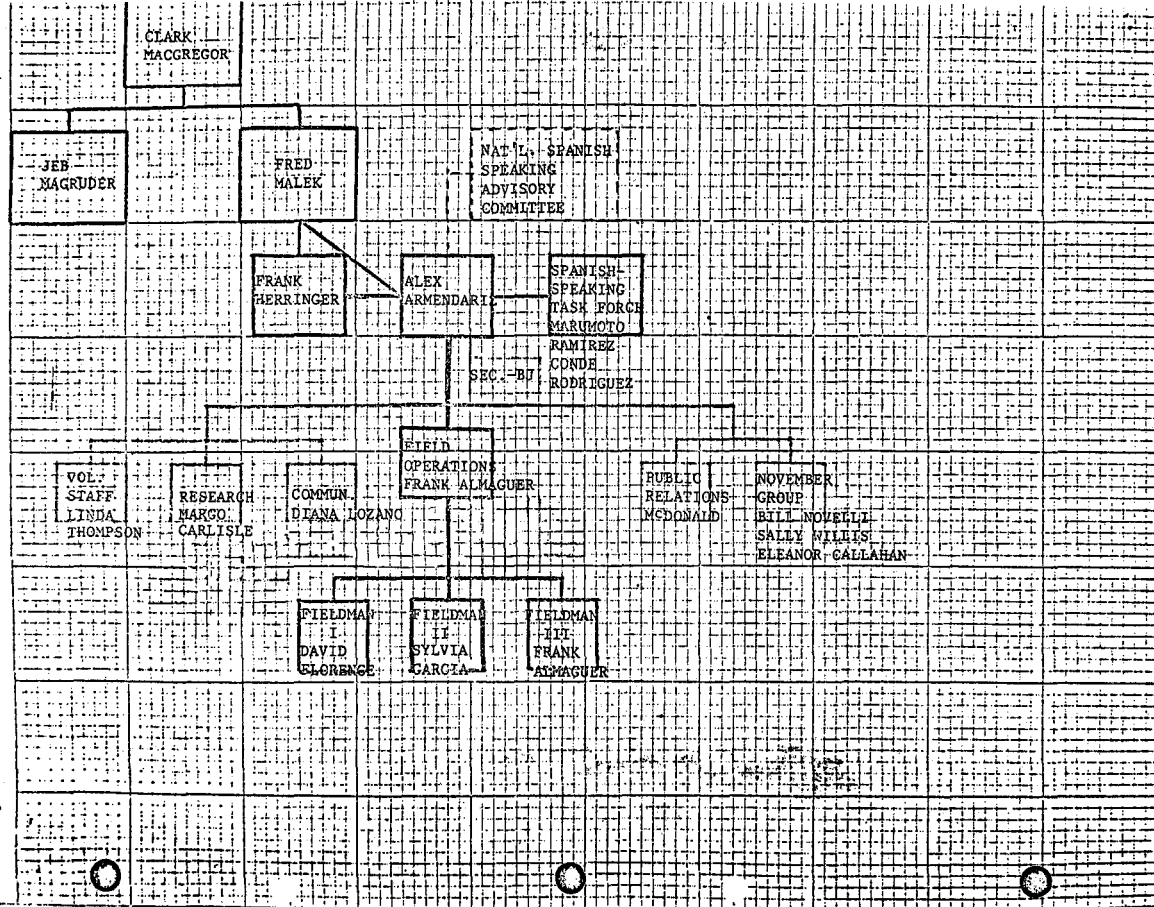 CLARK
MACGREGOR
JEB
MAGRUDER
FRED
MALEK
NAT'L. SPANISH
SPEAKING
ADVISORY
COMMITTEE
FRANK
HERRINGER
ALEX
ARMENDARIZ
SPANISH-
SPEAKING
TASK FORCE
MARUMOTO
RAMIREZ
CONDE
RODRIGUEZ
SEC.-BJ
VOL.
STAFF
LINDA
THOMPSON
RESEARCH
MARGO
CARLISLE
COMMUN.
DIANA LOZANO
FIELD
OPERATIONS
FRANK ALMAGUER
PUBLIC
RELATIONS
MCDONALD
NOVEMBER
GROUP
BILL NOVELLI
SALLY WILLIS
ELEANOR CALLAHAN
FIELDMAN
I
DAVID
FLORENCE
FIELDMAN
II
SYLVIA
GARCIA
FIELDMAN
III
FRANK
ALMAGUER